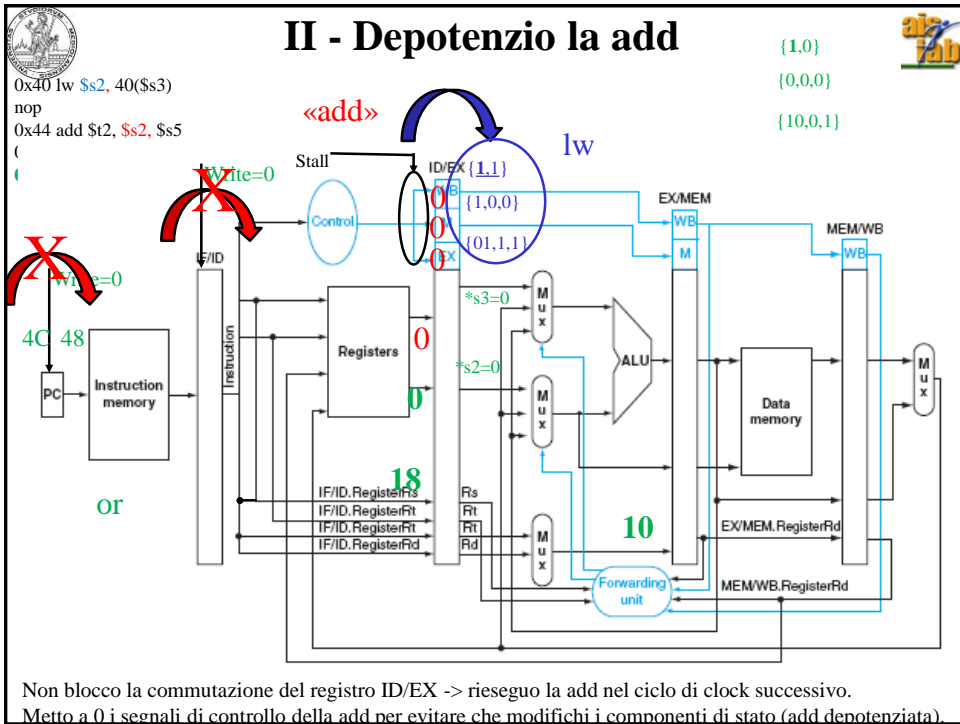 II - Depotenzio la add
{1,0}
{0,0,0}
{10,0,1}
0x40 lw $s2, 40($s3)
nop
0x44 add $t2, $s2, $s5
«add»
lw
Stall
Write=0
X
ID/EX
{1,1}
{1,0,0}
{01,1,1}
WB
0
0
EX
0
Control
EX/MEM
WB
M
MEM/WB
WB
IF/ID
X
Write=0
4C 48
PC
Instruction memory
Instruction
Registers
0
0
*s3=0
*s2=0
Mux
Mux
ALU
Data memory
Mux
or
18
10
IF/ID.RegisterRs
IF/ID.RegisterRt
IF/ID.RegisterRt
IF/ID.RegisterRd
Rs
Rt
Rt
Rd
Mux
Forwarding unit
EX/MEM.RegisterRd
MEM/WB.RegisterRd
Non blocco la commutazione del registro ID/EX -> rieseguo la add nel ciclo di clock successivo.
Metto a 0 i segnali di controllo della add per evitare che modifichi i componenti di stato (add depotenziata).